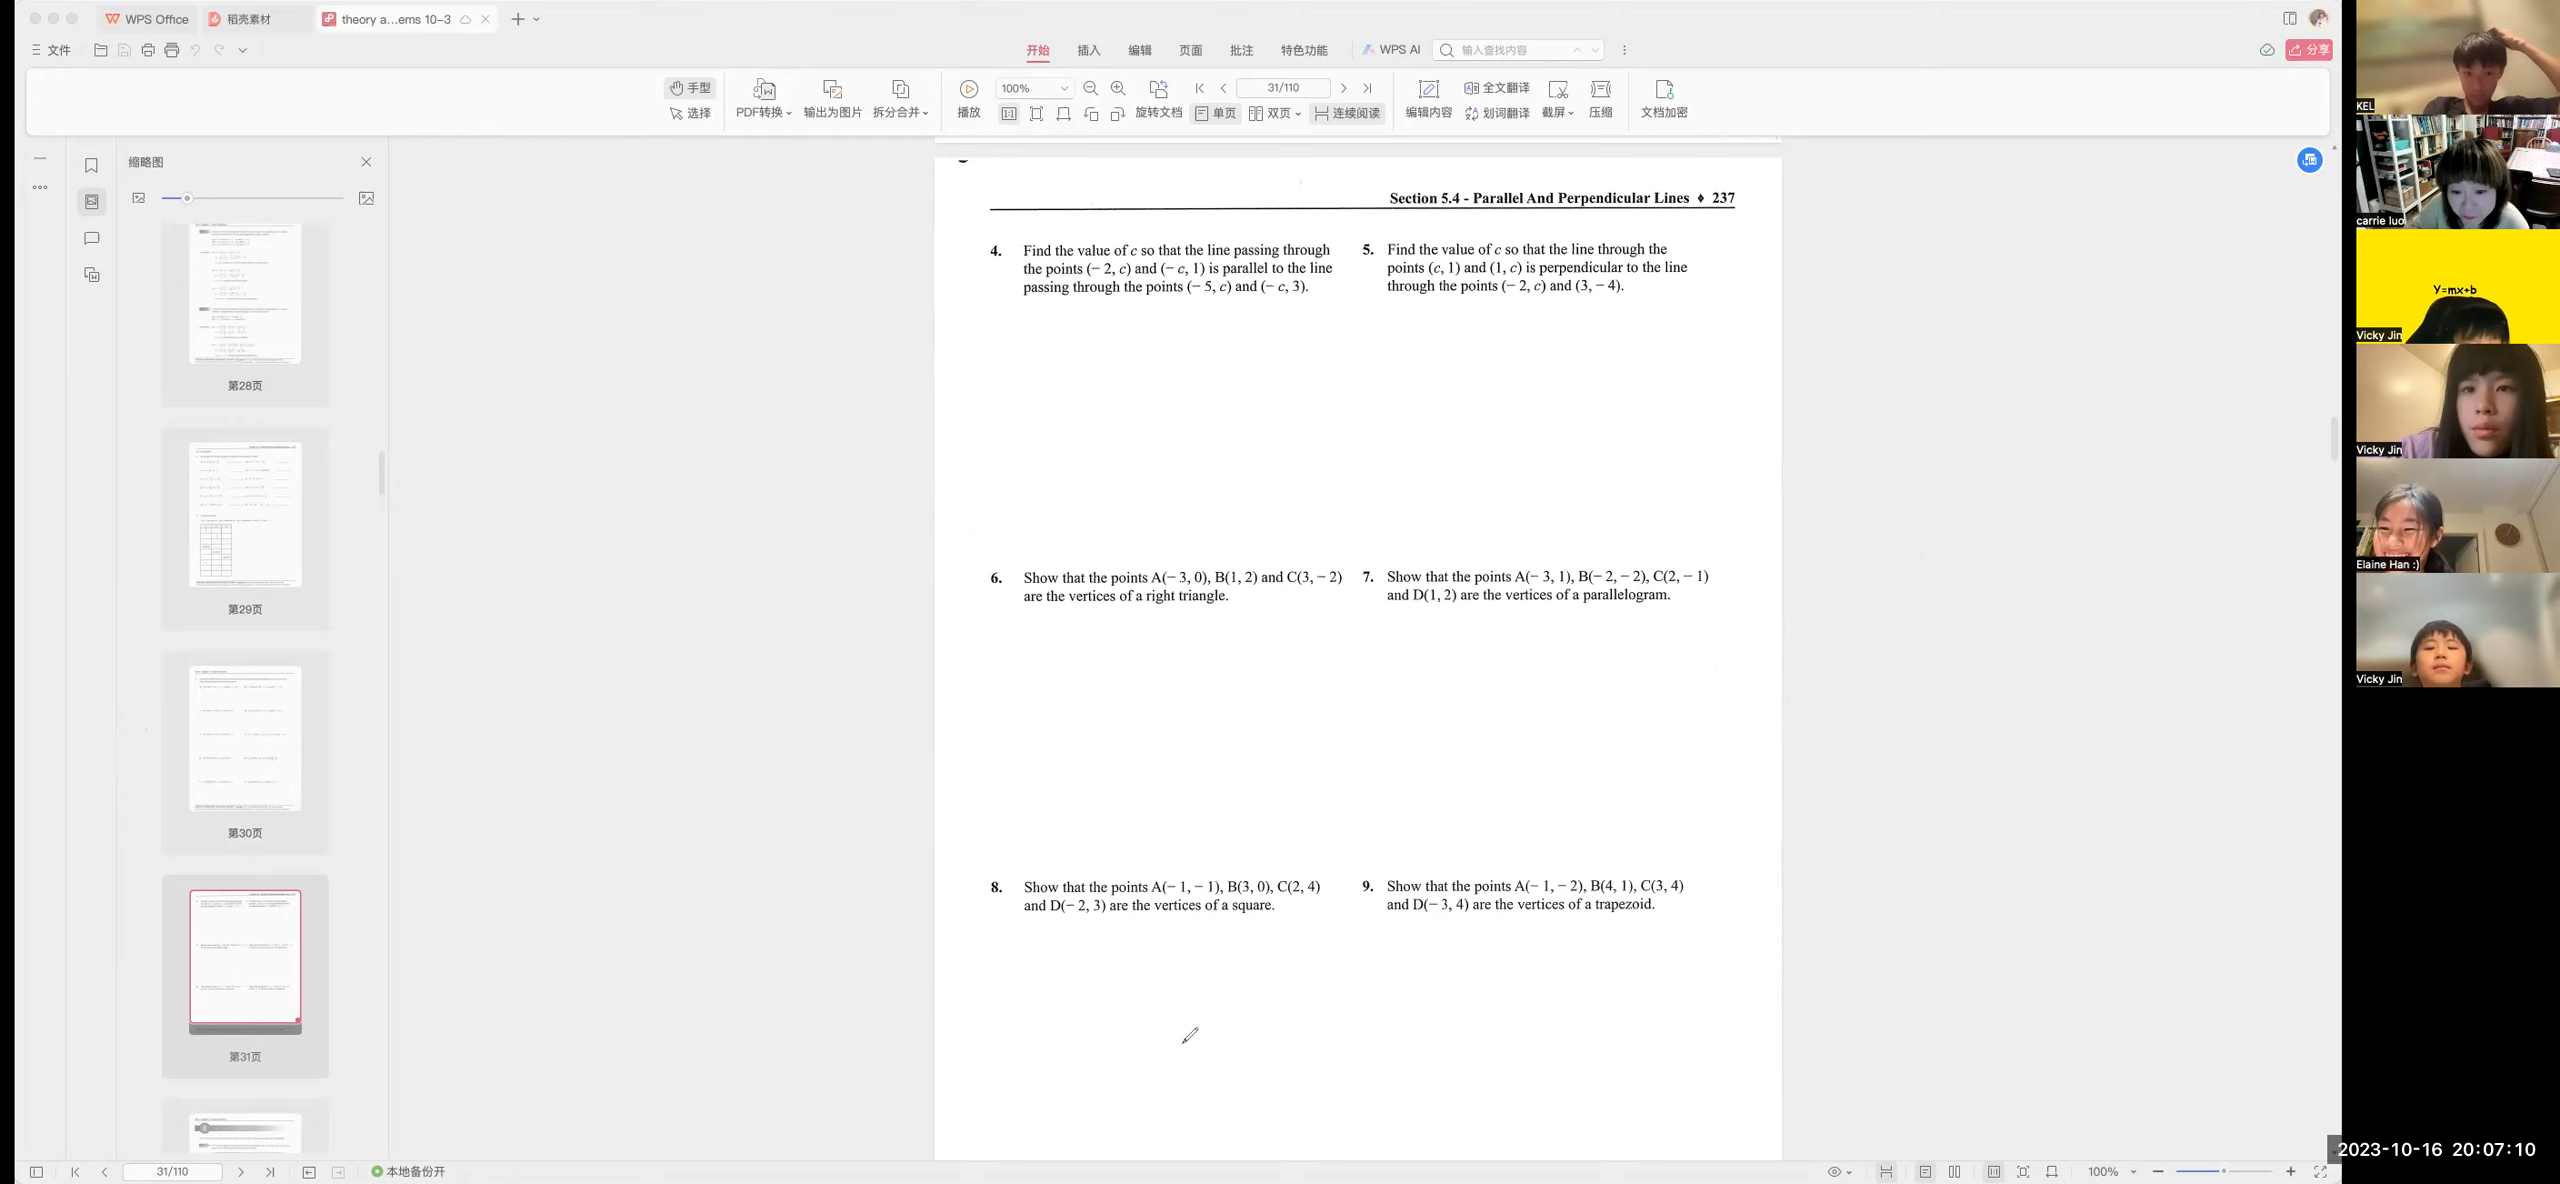 WPS Office
稻壳素材
theory a...ems 10-3
文件
开始
插入
编辑
页面
批注
特色功能
WPS AI
输入查找内容
分享
手型
选择
PDF转换
输出为图片
拆分合并
播放
100%
旋转文档
31/110
单页
双页
连续阅读
编辑内容
全文翻译
划词翻译
截屏
压缩
文档加密
缩略图
第28页
第29页
第30页
第31页
Section 5.4 - Parallel And Perpendicular Lines ♦ 237
4. Find the value of c so that the line passing through
the points (− 2, c) and (− c, 1) is parallel to the line
passing through the points (− 5, c) and (− c, 3).
5. Find the value of c so that the line through the
points (c, 1) and (1, c) is perpendicular to the line
through the points (− 2, c) and (3, − 4).
6. Show that the points A(− 3, 0), B(1, 2) and C(3, − 2)
are the vertices of a right triangle.
7. Show that the points A(− 3, 1), B(− 2, − 2), C(2, − 1)
and D(1, 2) are the vertices of a parallelogram.
8. Show that the points A(− 1, − 1), B(3, 0), C(2, 4)
and D(− 2, 3) are the vertices of a square.
9. Show that the points A(− 1, − 2), B(4, 1), C(3, 4)
and D(− 3, 4) are the vertices of a trapezoid.
31/110
本地备份开
100%
KEL
carrie luo
Y=mx+b
Vicky Jin
Vicky Jin
Elaine Han :)
Vicky Jin
2023-10-16 20:07:10